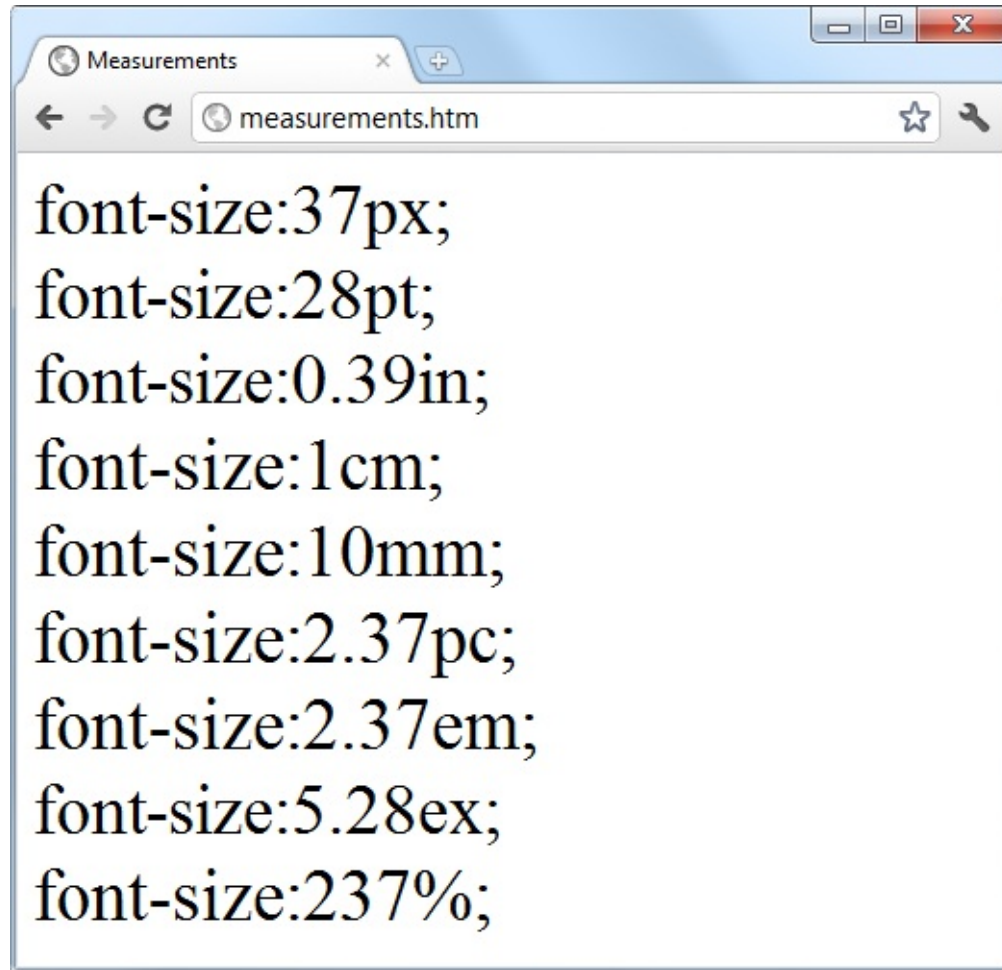 Measurements
measurements.htm
font-size:37px;
font-size:28pt;
font-size:0.39in;
font-size:1cm;
font-size:10mm;
font-size:2.37pc;
font-size:2.37em;
font-size:5.28ex;
font-size:237%;